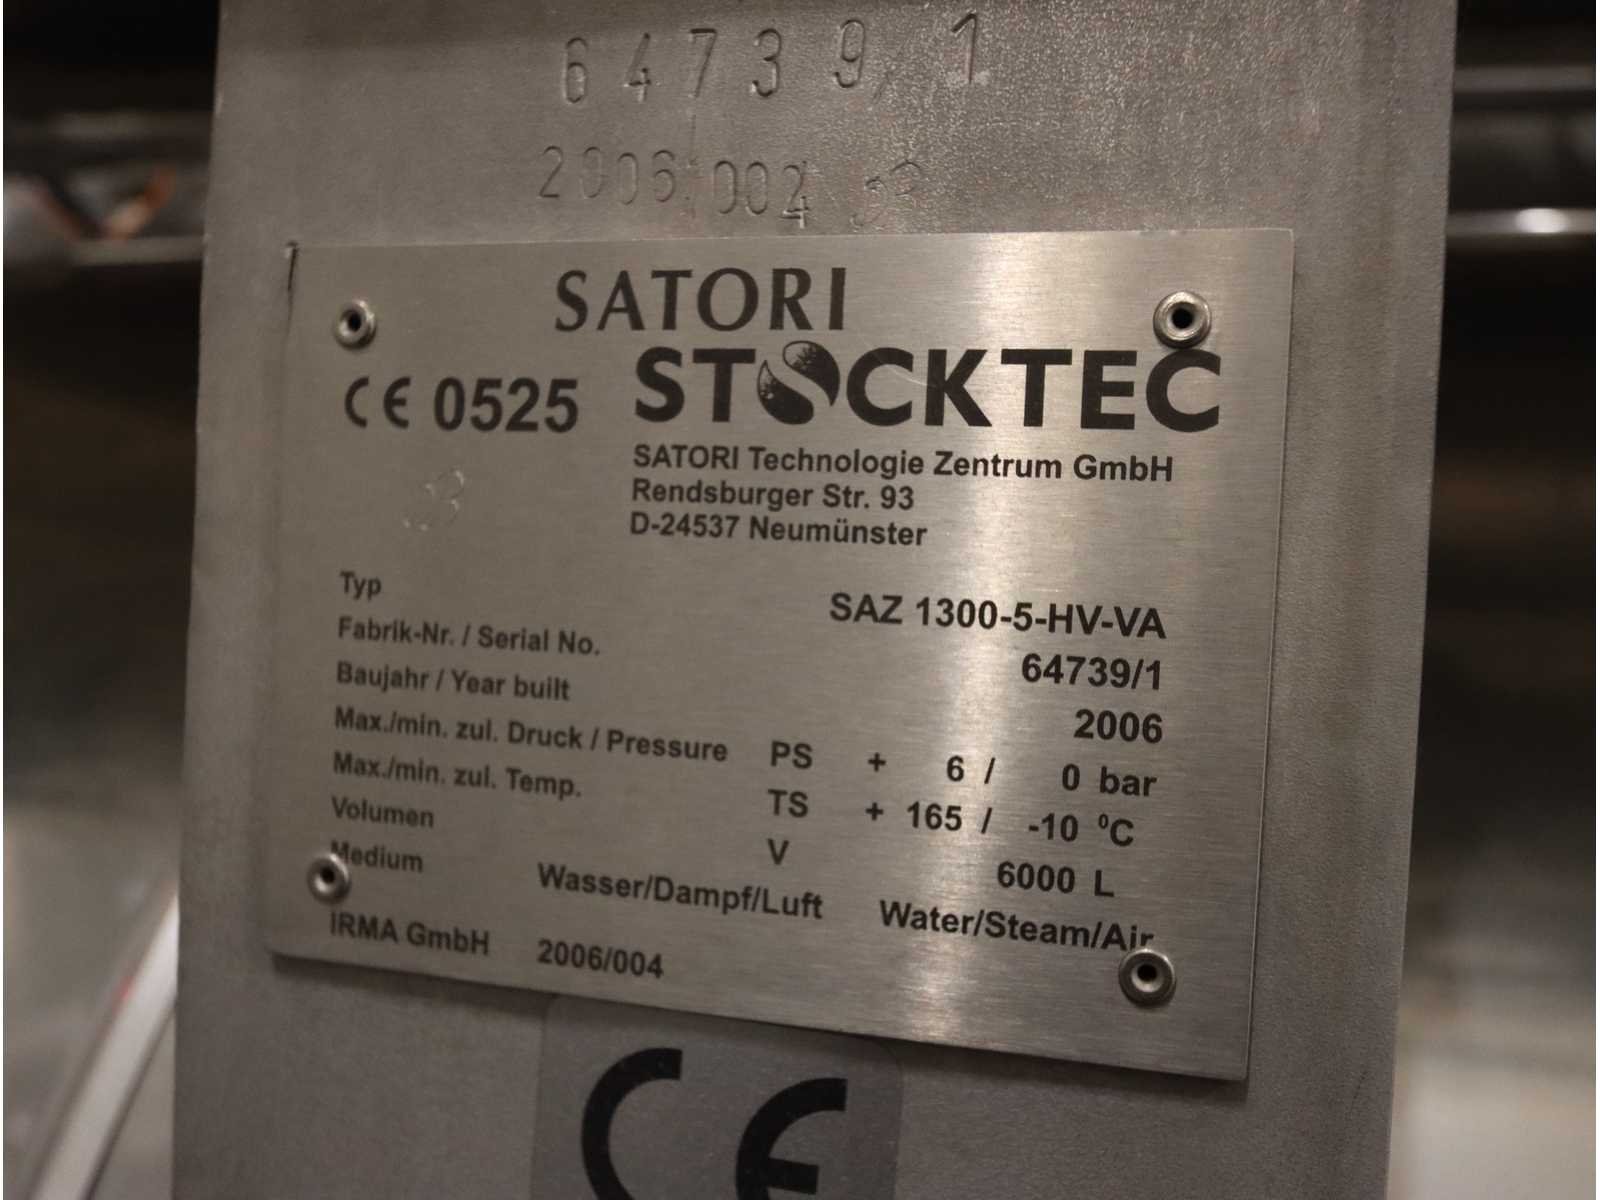 64739/1
2006/004
SATORI
STOCKTEC
CE 0525
SATORI Technologie Zentrum GmbH
Rendsburger Str. 93
D-24537 Neumünster
Typ SAZ 1300-5-HV-VA
Fabrik-Nr. / Serial No. 64739/1
Baujahr / Year built 2006
Max./min. zul. Druck / Pressure PS + 6 / 0 bar
Max./min. zul. Temp. TS + 165 / -10 °C
Volumen V 6000 L
Medium Wasser/Dampf/Luft Water/Steam/Air
IRMA GmbH 2006/004
CE